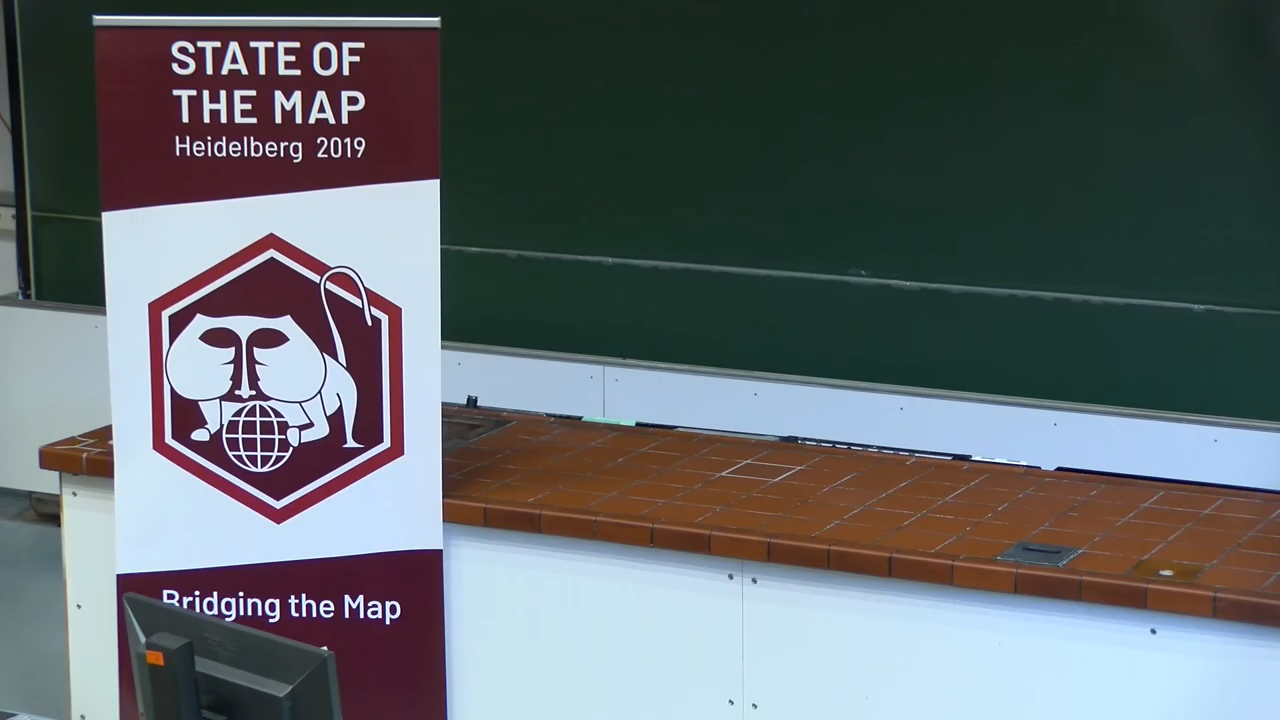 STATE OF
THE MAP
Heidelberg 2019
Bridging the Map